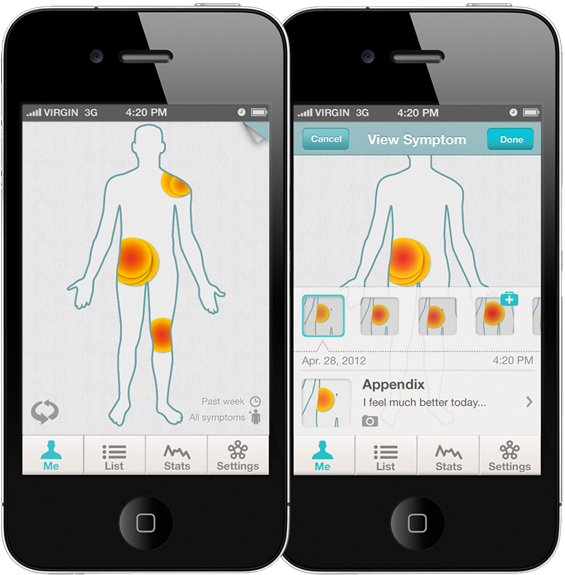 VIRGIN 3G 4:20 PM
Past week
All symptoms
Me List Stats Settings
VIRGIN 3G 4:20 PM
Cancel View Symptom Done
Apr. 28, 2012 4:20 PM
Appendix
I feel much better today...
Me List Stats Settings